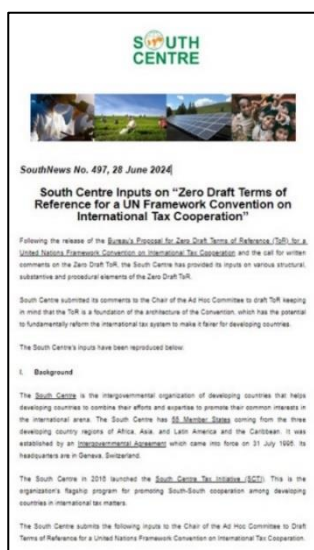 SOUTH
CENTRE
SouthNews No. 497, 28 June 2024
South Centre Inputs on “Zero Draft Terms of
Reference for a UN Framework Convention on
International Tax Cooperation”
Following the release of the Bureau's Proposal for Zero Draft Terms of Reference (ToR) for a
United Nations Framework Convention on International Tax Cooperation and the call for written
comments on the Zero Draft ToR, the South Centre has provided its inputs on various structural,
substantive and procedural elements of the Zero Draft ToR.
South Centre submitted its comments to the Chair of the Ad Hoc Committee to draft ToR keeping
in mind that the ToR is a foundation of the architecture of the Convention, which has the potential
to fundamentally reform the international tax system to make it fairer for developing countries.
The South Centre's inputs have been reproduced below:
I. Background
The South Centre is the intergovernmental organization of developing countries that helps
developing countries to combine their efforts and expertise to promote their common interests in
the international arena. The South Centre has 55 Member States coming from the three
developing country regions of Africa, Asia, and Latin America and the Caribbean. It was
established by an Intergovernmental Agreement which came into force on 31 July 1995. Its
headquarters are in Geneva, Switzerland.
The South Centre in 2016 launched the South Centre Tax Initiative (SCTI). This is the
organization's flagship program for promoting South-South cooperation among developing
countries in international tax matters.
The South Centre submits the following inputs to the Chair of the Ad Hoc Committee to Draft
Terms of Reference for a United Nations Framework Convention on International Tax Cooperation.